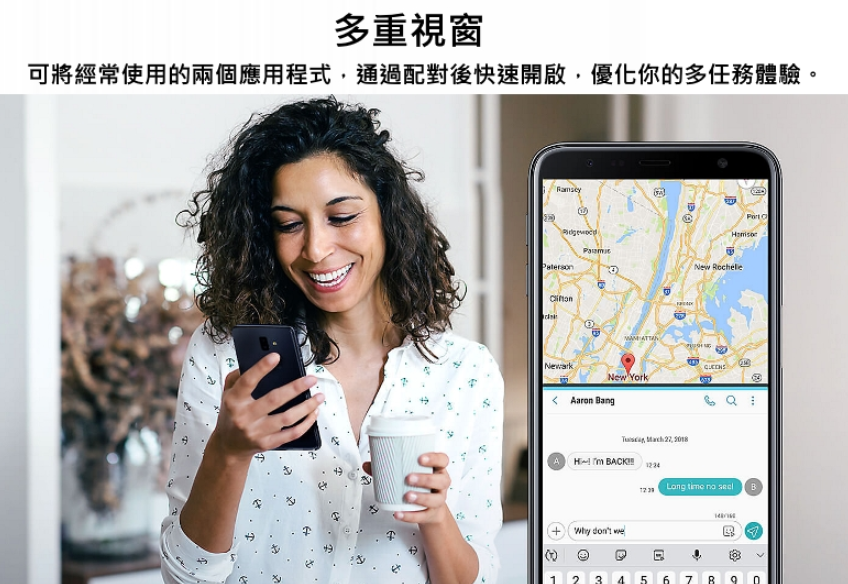 多重視窗
可將經常使用的兩個應用程式，通過配對後快速開啟，優化你的多任務體驗。
Ramsey
Ridgewood
Port C
Harrison
Paramus
Paterson
New Rochelle
Clifton
clair
BRONX
MANHATTAN
FLUSHING
Newark
QUEENS
New York
Aaron Bang
Tuesday, March 27, 2018
A
Hi~! I'm BACK!!!
12:34
12:39
Long time no see!
B
140/160
Why don't we
1 2 3 4 5 6 7 8 9 0